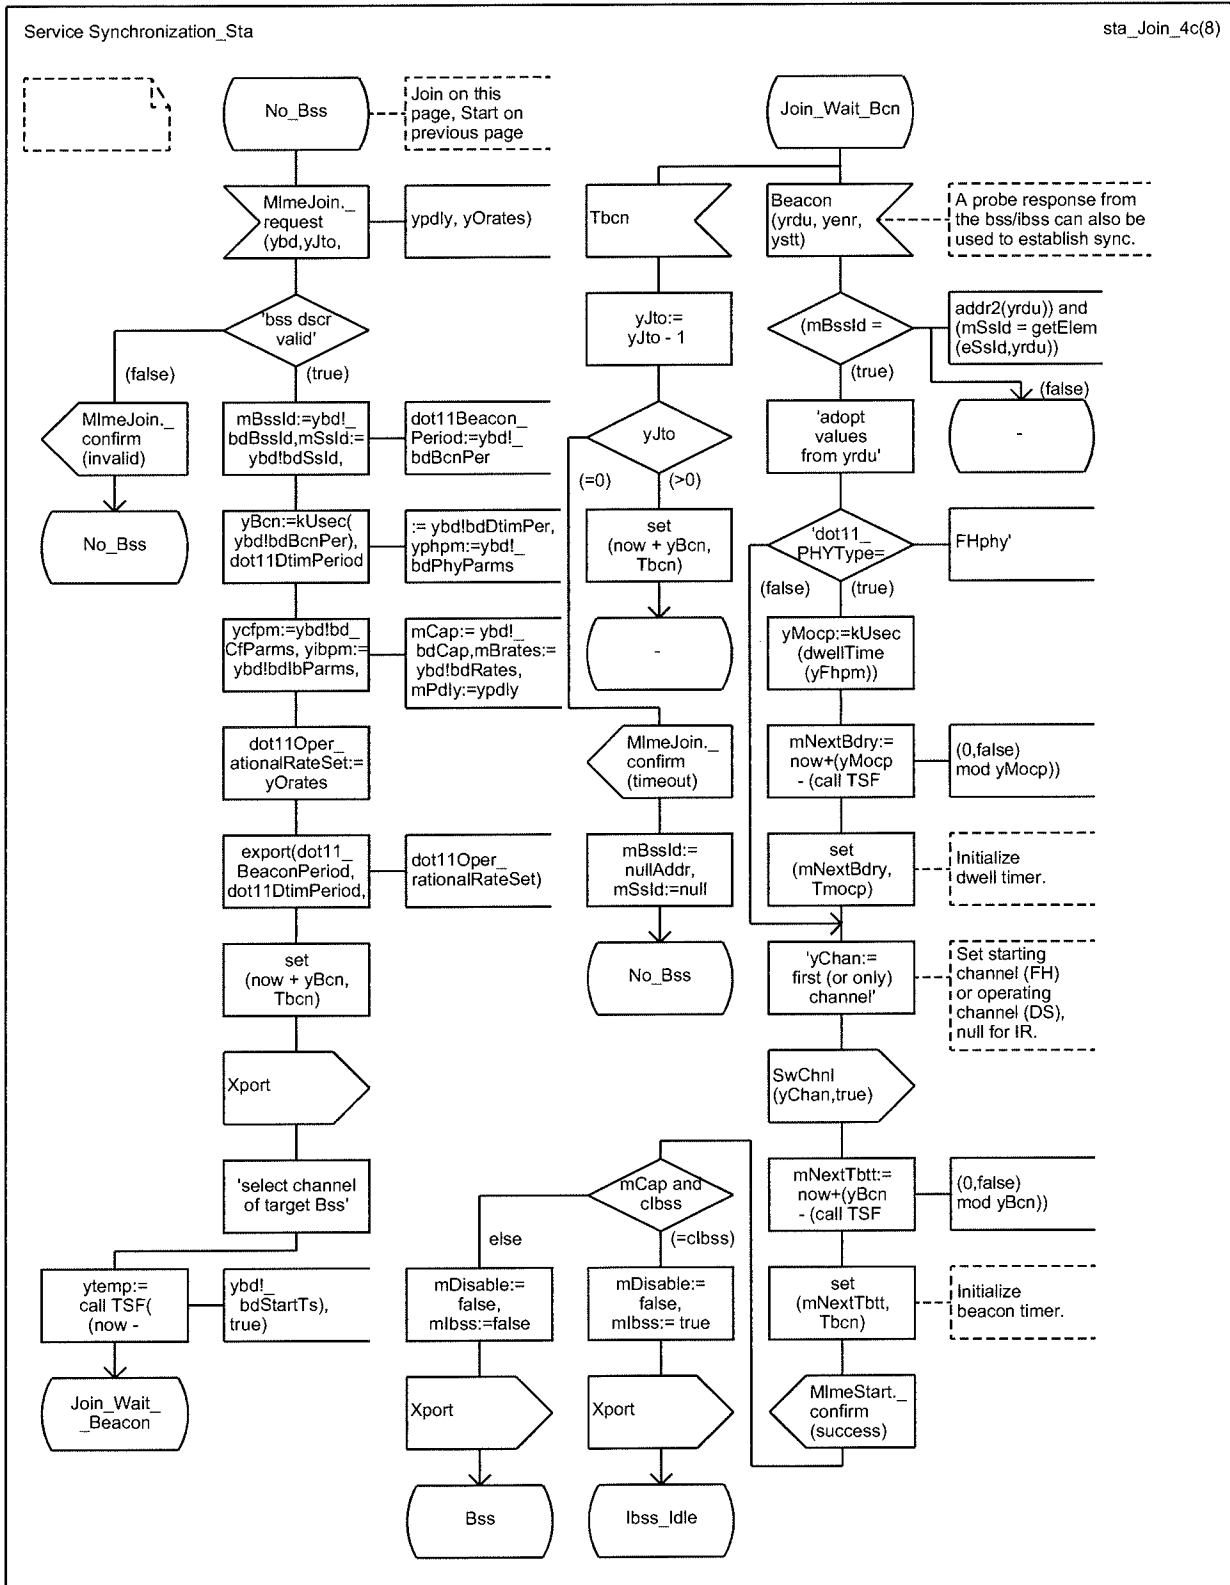 Service Synchronization_Sta
sta_Join_4c(8)
No_Bss
Join on this
page, Start on
previous page
MlmeJoin._
request
(ybd,yJto,
ypdly, yOrates)
'bss dscr
valid'
(false)
(true)
MlmeJoin._
confirm
(invalid)
No_Bss
mBssId:=ybd!_
bdBssId,mSsId:=
ybd!bdSsId,
dot11Beacon_
_Period:=ybd!_
bdBcnPer
yBcn:=kUsec(
ybd!bdBcnPer),
dot11DtimPeriod
:= ybd!bdDtimPer,
yphpm:=ybd!_
bdPhyParms
ycfpm:=ybd!bd_
CfParms, yibpm:=
ybd!bdIbParms,
mCap:= ybd!_
bdCap,mBrates:=
ybd!bdRates,
mPdly:=ypdly
dot11Oper_
ationalRateSet:=
yOrates
export(dot11_
BeaconPeriod,
dot11DtimPeriod,
dot11Oper_
rationalRateSet)
set
(now + yBcn,
Tbcn)
Xport
'select channel
of target Bss'
ytemp:=
call TSF(
(now -
ybd!_
bdStartTs),
true)
Join_Wait_
_Beacon
Join_Wait_Bcn
Tbcn
yJto:=
yJto - 1
yJto
(=0)
(>0)
set
(now + yBcn,
Tbcn)
-
MlmeJoin._
confirm
(timeout)
mBssId:=
nullAddr,
mSsId:=null
No_Bss
Beacon
(yrdu, yenr,
ystt)
A probe response from
the bss/ibss can also be
used to establish sync.
(mBssId =
addr2(yrdu)) and
(mSsId = getElem
(eSsId,yrdu))
(true)
(false)
-
'adopt
values
from yrdu'
'dot11_
_PHYType=
FHphy'
(false)
(true)
yMocp:=kUsec
(dwellTime
(yFhpm))
mNextBdry:=
now+(yMocp
- (call TSF
(0,false)
mod yMocp))
set
(mNextBdry,
Tmocp)
Initialize
dwell timer.
'yChan:=
first (or only)
channel'
Set starting
channel (FH)
or operating
channel (DS),
null for IR.
SwChnl
(yChan,true)
mNextTbtt:=
now+(yBcn
- (call TSF
(0,false)
mod yBcn))
set
(mNextTbtt,
Tbcn)
Initialize
beacon timer.
MlmeStart._
confirm
(success)
mCap and
cIbss
else
(=cIbss)
mDisable:=
false,
mIbss:=false
Xport
Bss
mDisable:=
false,
mIbss:= true
Xport
Ibss_Idle